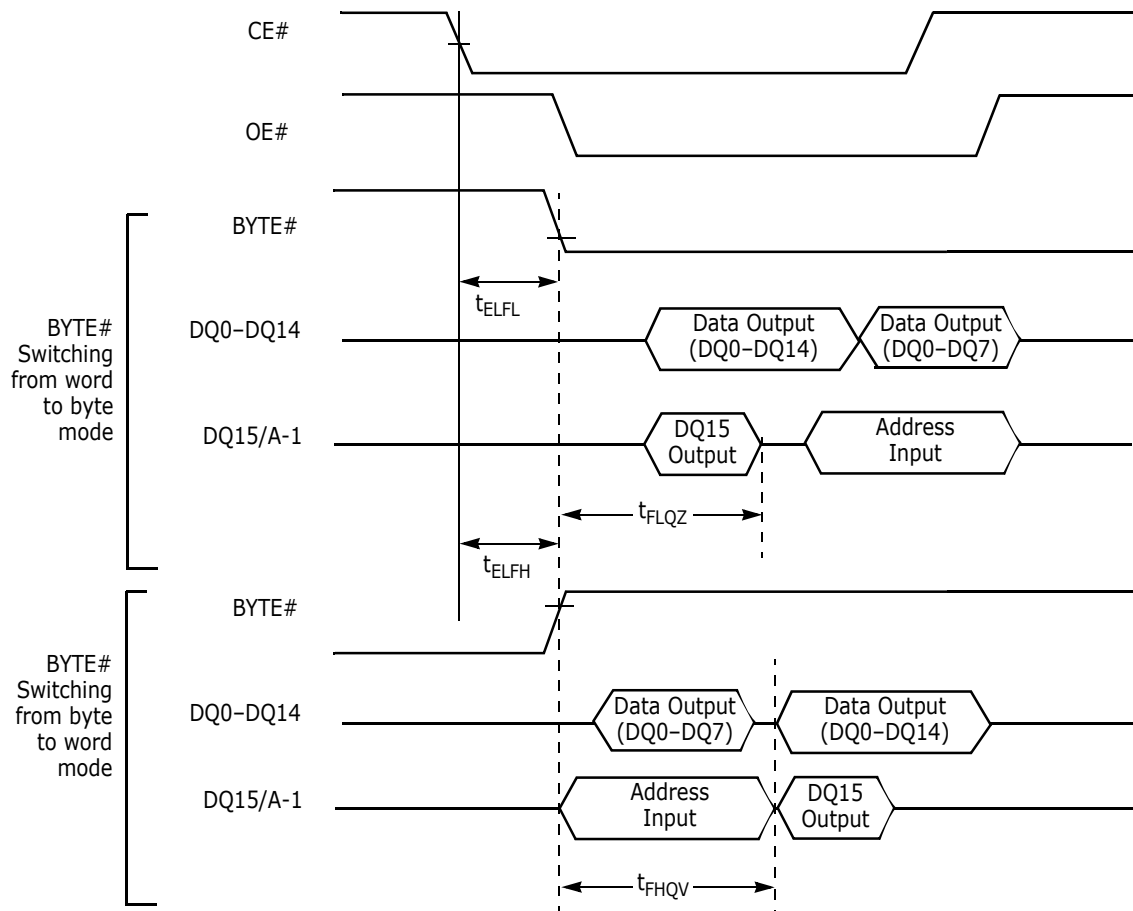 CE#
OE#
BYTE#
tELFL
BYTE#
Switching
from word
to byte
mode
DQ0–DQ14
Data Output
(DQ0–DQ14)
Data Output
(DQ0–DQ7)
DQ15/A-1
DQ15
Output
Address
Input
tFLQZ
tELFH
BYTE#
BYTE#
Switching
from byte
to word
mode
DQ0–DQ14
Data Output
(DQ0–DQ7)
Data Output
(DQ0–DQ14)
DQ15/A-1
Address
Input
DQ15
Output
tFHQV